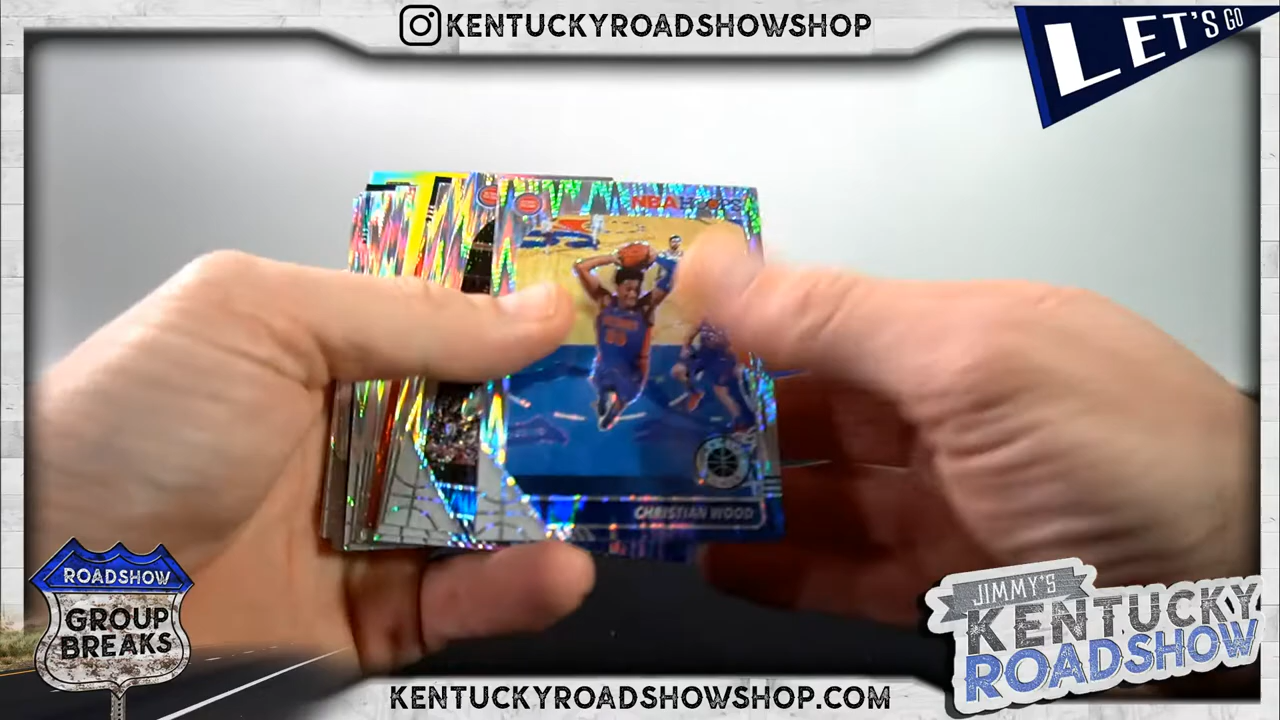 KENTUCKYROADSHOWSHOP
LET'S GO
NBA HOOPS
CHRISTIAN WOOD
ROADSHOW
GROUP
BREAKS
JIMMY'S
KENTUCKY
ROADSHOW
KENTUCKYROADSHOWSHOP.COM